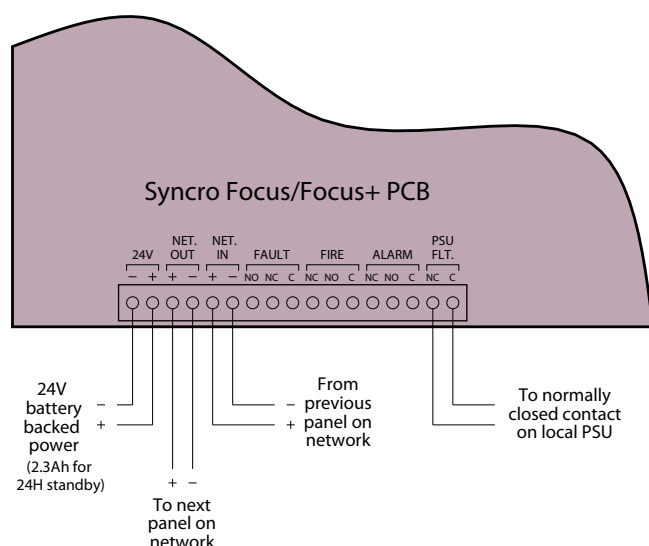 Syncro Focus/Focus+ PCB
24V
NET.
OUT
NET.
IN
FAULT
FIRE
ALARM
PSU
FLT.
− + + − + − NO NC C NC NO C NC NO C NC C
24V
battery
backed
power
(2.3Ah for
24H standby)
−
+
+ −
To next
panel on
network
−
+
From
previous
panel on
network
To normally
closed contact
on local PSU